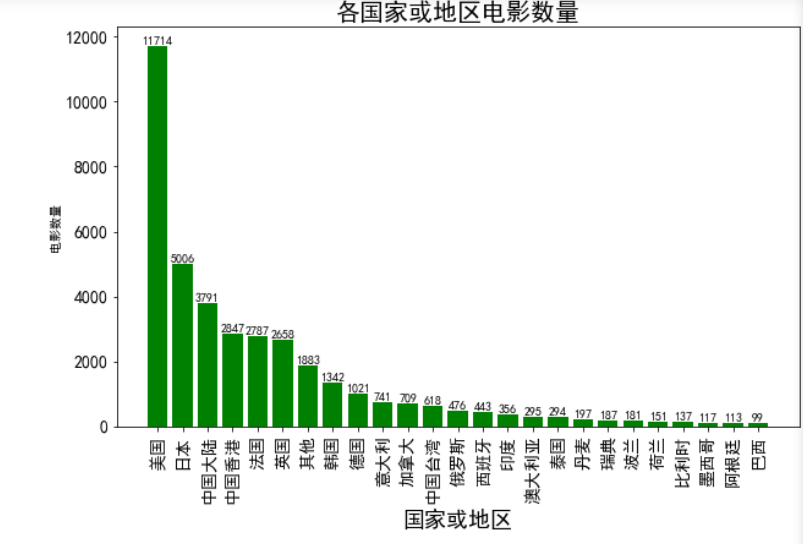 各国家或地区电影数量
电影数量
12000
10000
8000
6000
4000
2000
0
11714
5006
3791
2847
2787
2658
1883
1342
1021
741
709
618
476
443
356
295
294
197
187
181
151
137
117
113
99
美国
日本
中国大陆
中国香港
法国
英国
其他
韩国
德国
意大利
加拿大
中国台湾
俄罗斯
西班牙
印度
澳大利亚
泰国
丹麦
瑞典
波兰
荷兰
比利时
墨西哥
阿根廷
巴西
国家或地区